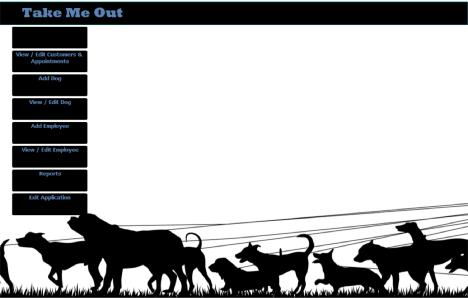 Take Me Out
View / Edit Customers &
Appointments
Add Dog
View / Edit Dog
Add Employee
View / Edit Employee
Reports
Exit Application